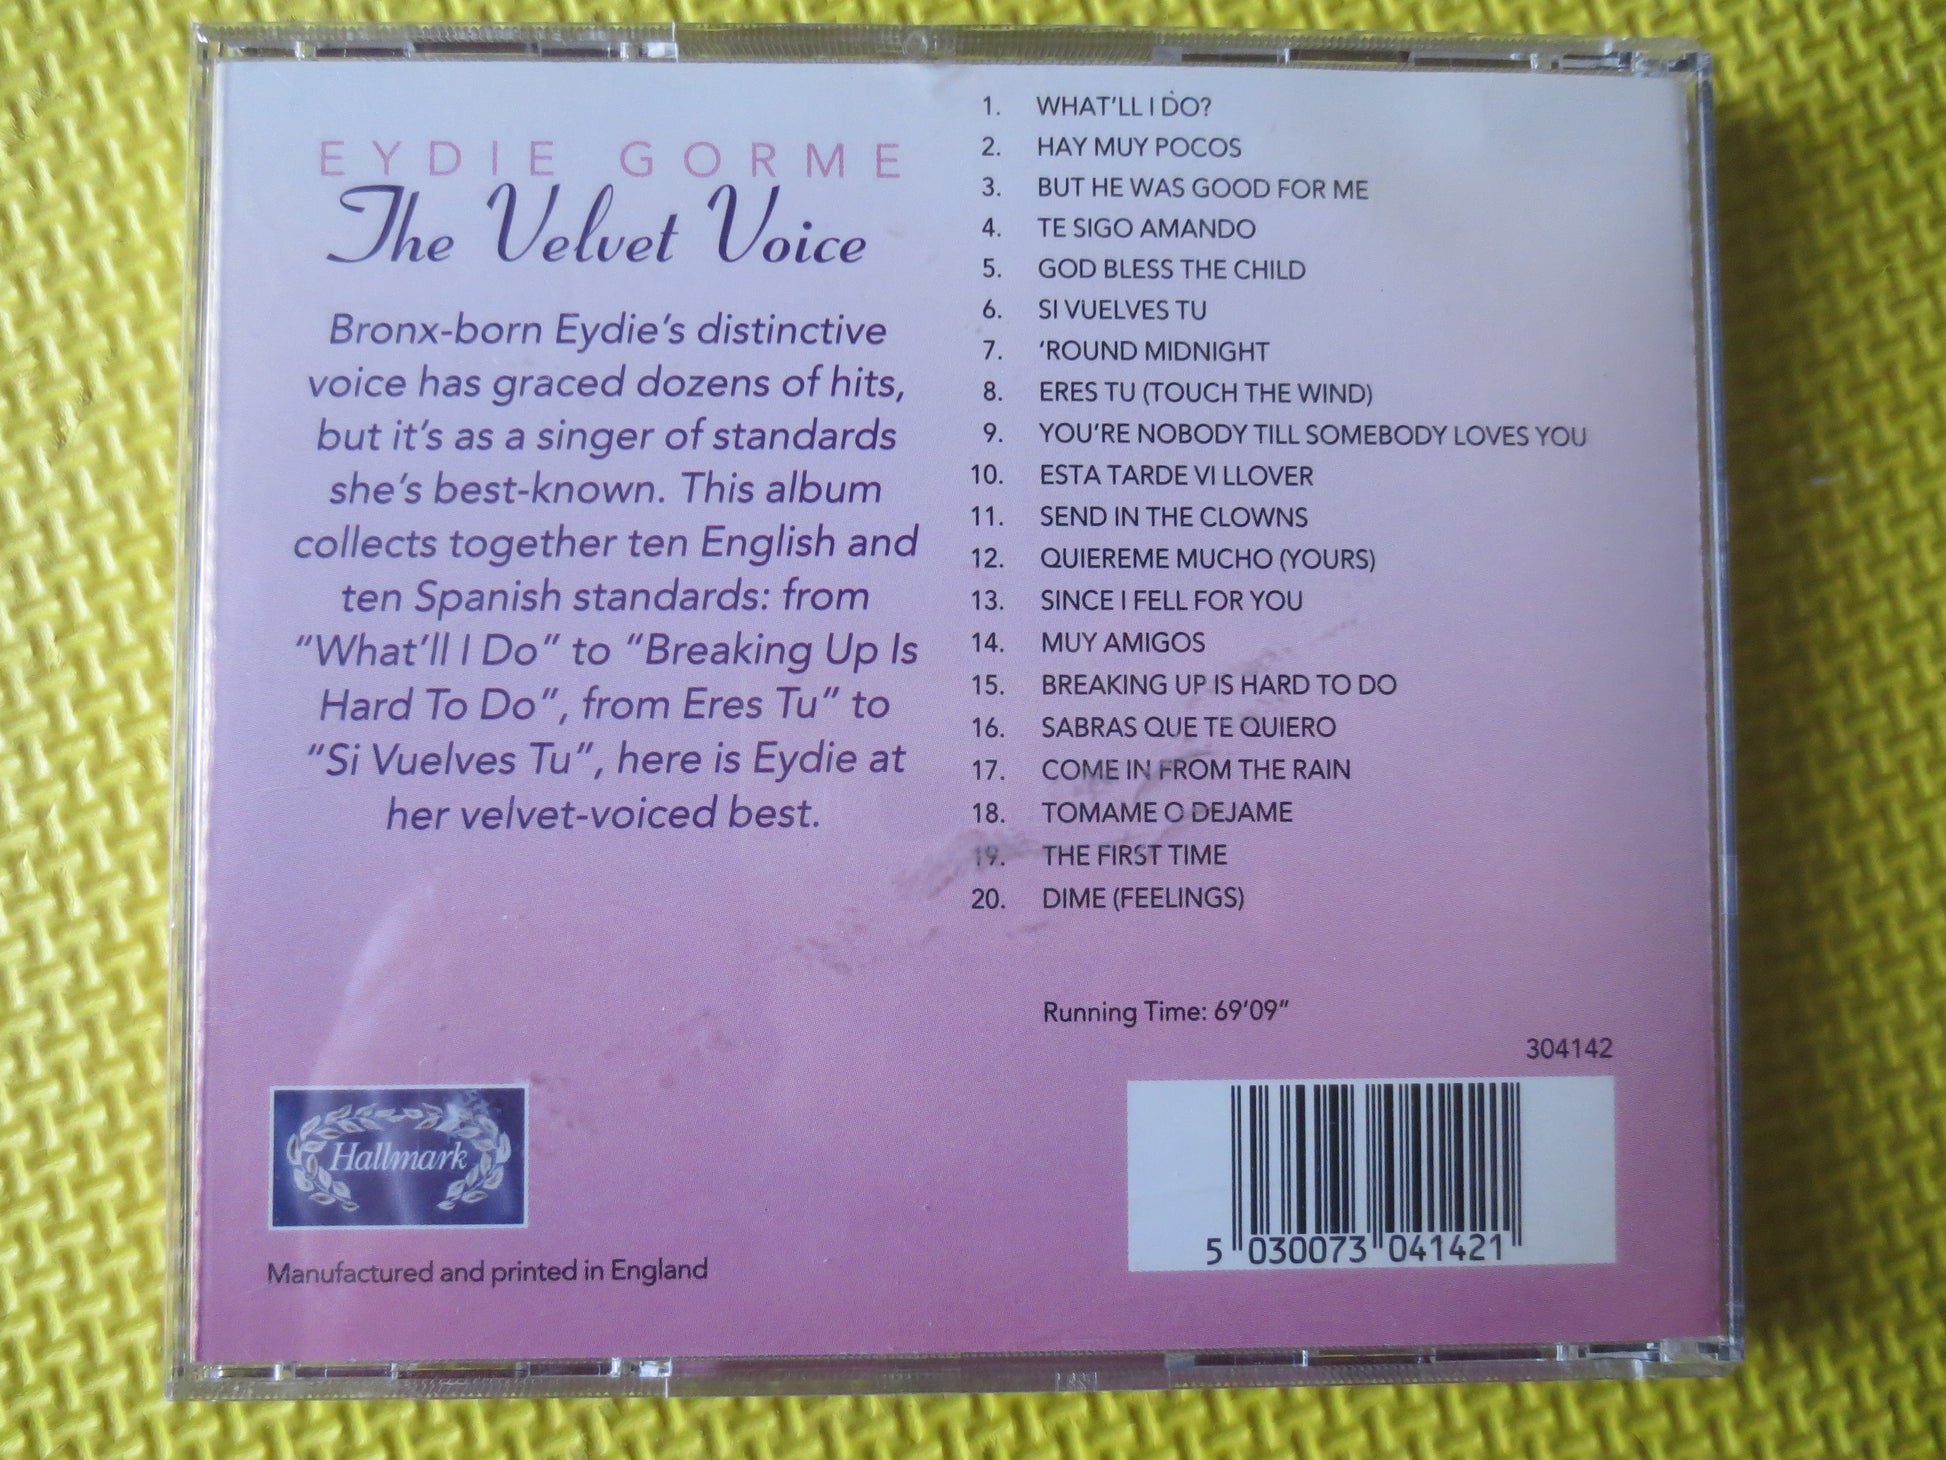 EYDIE GORME
The Velvet Voice
Bronx-born Eydie's distinctive
voice has graced dozens of hits,
but it's as a singer of standards
she's best-known. This album
collects together ten English and
ten Spanish standards: from
"What'll I Do" to "Breaking Up Is
Hard To Do", from Eres Tu" to
"Si Vuelves Tu", here is Eydie at
her velvet-voiced best.
1. WHAT'LL I DO?
2. HAY MUY POCOS
3. BUT HE WAS GOOD FOR ME
4. TE SIGO AMANDO
5. GOD BLESS THE CHILD
6. SI VUELVES TU
7. 'ROUND MIDNIGHT
8. ERES TU (TOUCH THE WIND)
9. YOU'RE NOBODY TILL SOMEBODY LOVES YOU
10. ESTA TARDE VI LLOVER
11. SEND IN THE CLOWNS
12. QUIEREME MUCHO (YOURS)
13. SINCE I FELL FOR YOU
14. MUY AMIGOS
15. BREAKING UP IS HARD TO DO
16. SABRAS QUE TE QUIERO
17. COME IN FROM THE RAIN
18. TOMAME O DEJAME
19. THE FIRST TIME
20. DIME (FEELINGS)
Running Time: 69'09"
304142
5 030073 041421
Hallmark
Manufactured and printed in England